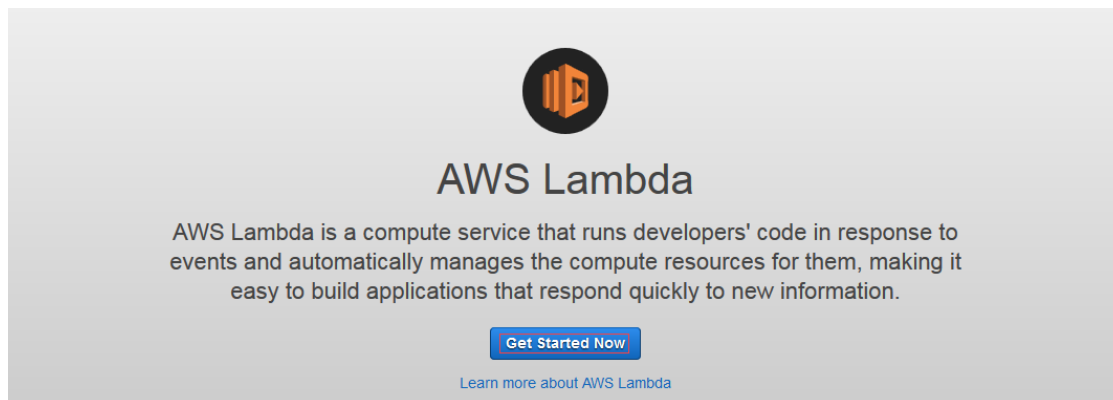 AWS Lambda
AWS Lambda is a compute service that runs developers' code in response to
events and automatically manages the compute resources for them, making it
easy to build applications that respond quickly to new information.
Get Started Now
Learn more about AWS Lambda